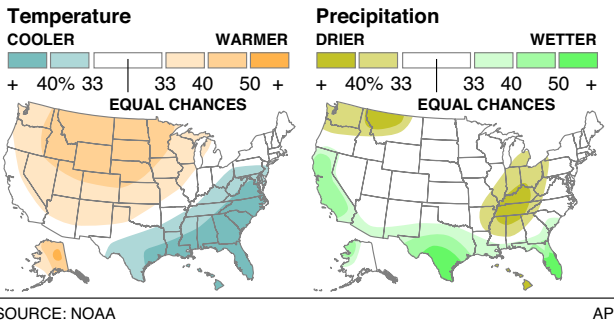 Temperature
COOLER WARMER
+ 40% 33 33 40 50 +
EQUAL CHANCES
Precipitation
DRIER WETTER
+ 40% 33 33 40 50 +
EQUAL CHANCES
SOURCE: NOAA AP